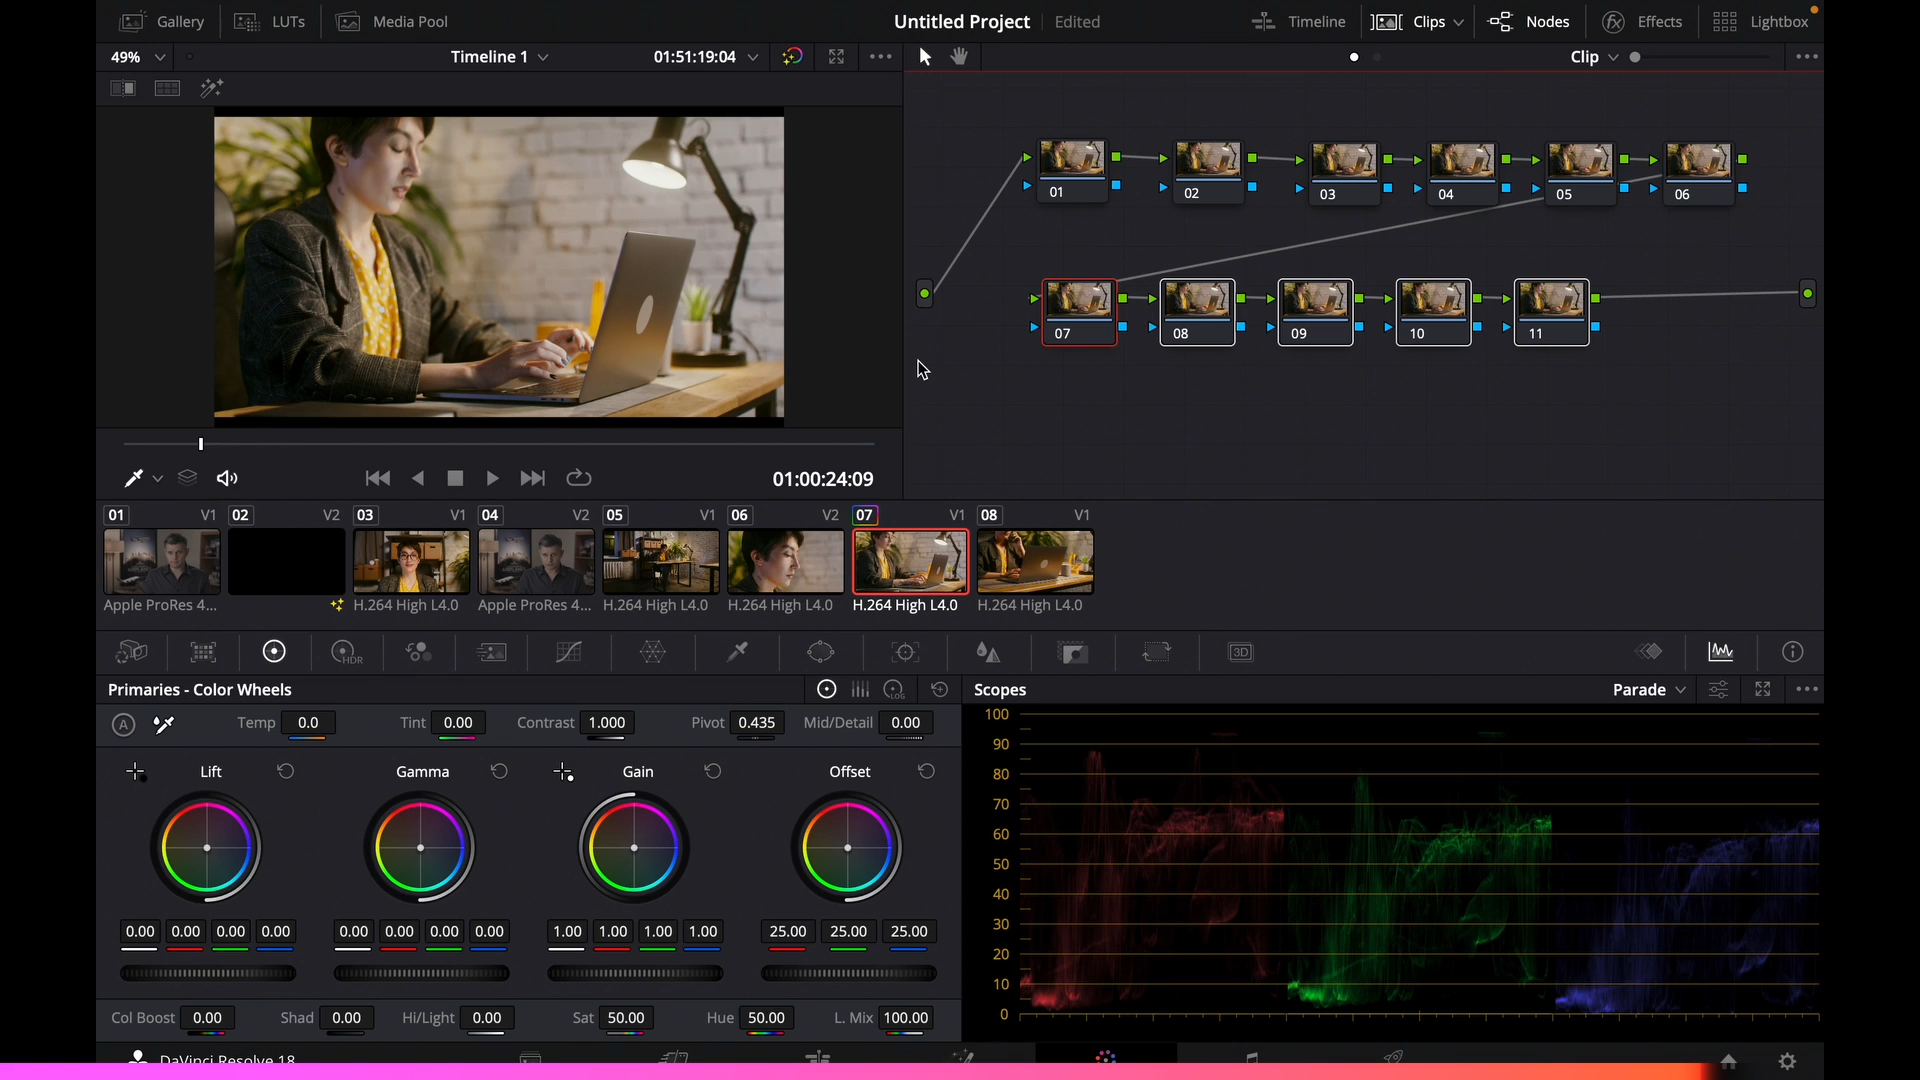 Gallery LUTs Media Pool Untitled Project Edited Timeline Clips Nodes Effects Lightbox
49% Timeline 1 01:51:19:04 Clip
01 02 03 04 05 06
07 08 09 10 11
01:00:24:09
01 V1 02 V2 03 V1 04 V2 05 V1 06 V2 07 V1 08 V1
Apple ProRes 4... H.264 High L4.0 Apple ProRes 4... H.264 High L4.0 H.264 High L4.0 H.264 High L4.0 H.264 High L4.0
HDR 3D
Primaries - Color Wheels LOG Scopes Parade
A Temp 0.0 Tint 0.00 Contrast 1.000 Pivot 0.435 Mid/Detail 0.00
Lift Gamma Gain Offset
0.00 0.00 0.00 0.00 0.00 0.00 0.00 0.00 1.00 1.00 1.00 1.00 25.00 25.00 25.00
Col Boost 0.00 Shad 0.00 Hi/Light 0.00 Sat 50.00 Hue 50.00 L. Mix 100.00
100
90
80
70
60
50
40
30
20
10
0
DaVinci Resolve 18